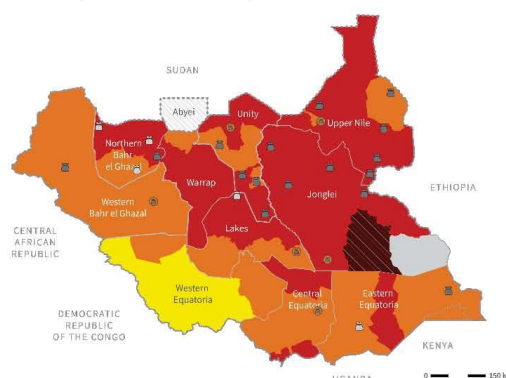 SUDAN
Abyei
Unity
Upper Nile
Northern
Bahr
el Ghazal
Warrap
Jonglei
ETHIOPIA
Western
Bahr el Ghazal
Lakes
CENTRAL
AFRICAN
REPUBLIC
Western
Equatoria
Central
Equatoria
Eastern
Equatoria
DEMOCRATIC
REPUBLIC
OF THE CONGO
KENYA
UGANDA
0
150 k